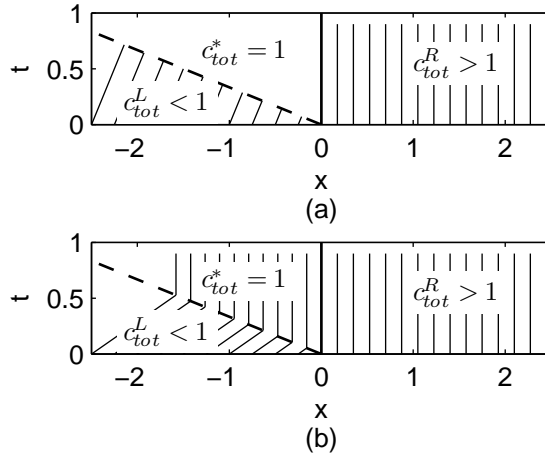 1
0.5
0
t
c*tot = 1
cLtot < 1
cRtot > 1
−2 −1 0 1 2
x
(a)
1
0.5
0
t
c*tot = 1
cLtot < 1
cRtot > 1
−2 −1 0 1 2
x
(b)